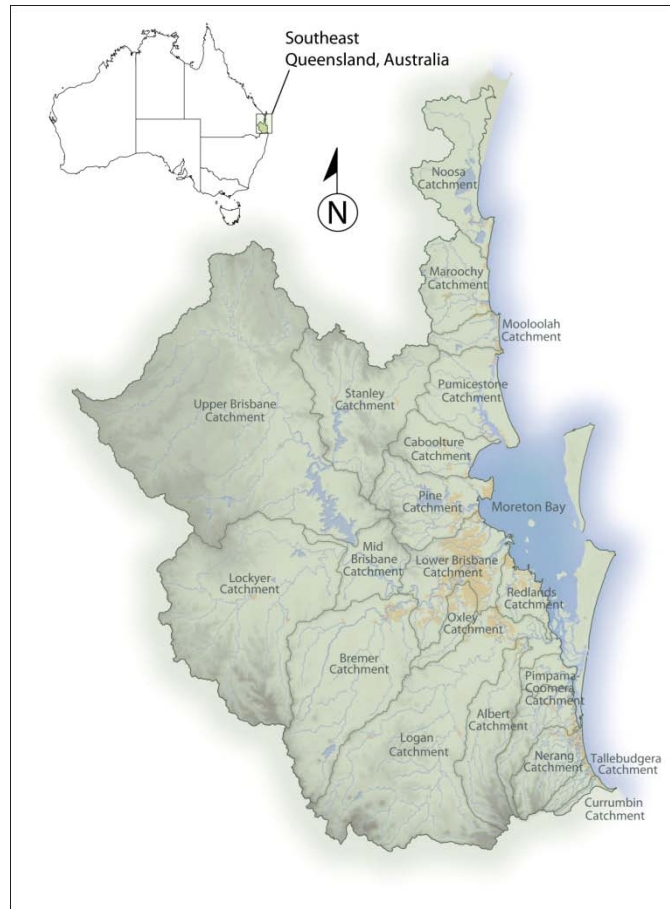 Southeast
Queensland, Australia
N
Noosa
Catchment
Maroochy
Catchment
Mooloolah
Catchment
Pumicestone
Catchment
Stanley
Catchment
Upper Brisbane
Catchment
Caboolture
Catchment
Pine
Catchment
Moreton Bay
Mid
Brisbane
Catchment
Lower Brisbane
Catchment
Lockyer
Catchment
Redlands
Catchment
Oxley
Catchment
Bremer
Catchment
Pimpama-
Coomera
Catchment
Albert
Catchment
Logan
Catchment
Nerang
Catchment
Tallebudgera
Catchment
Currumbin
Catchment